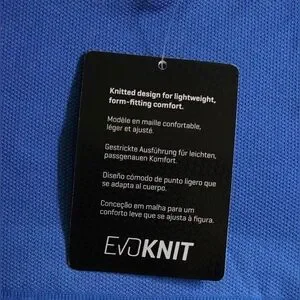 Knitted design for lightweight,
form-fitting comfort.
Modèle en maille confortable,
léger et ajusté.
Gestrickte Ausführung für leichten,
passgenauen Komfort.
Diseño cómodo de punto ligero que
se adapta al cuerpo.
Conceção em malha para um
conforto leve que se ajusta à figura.
EVOKNIT